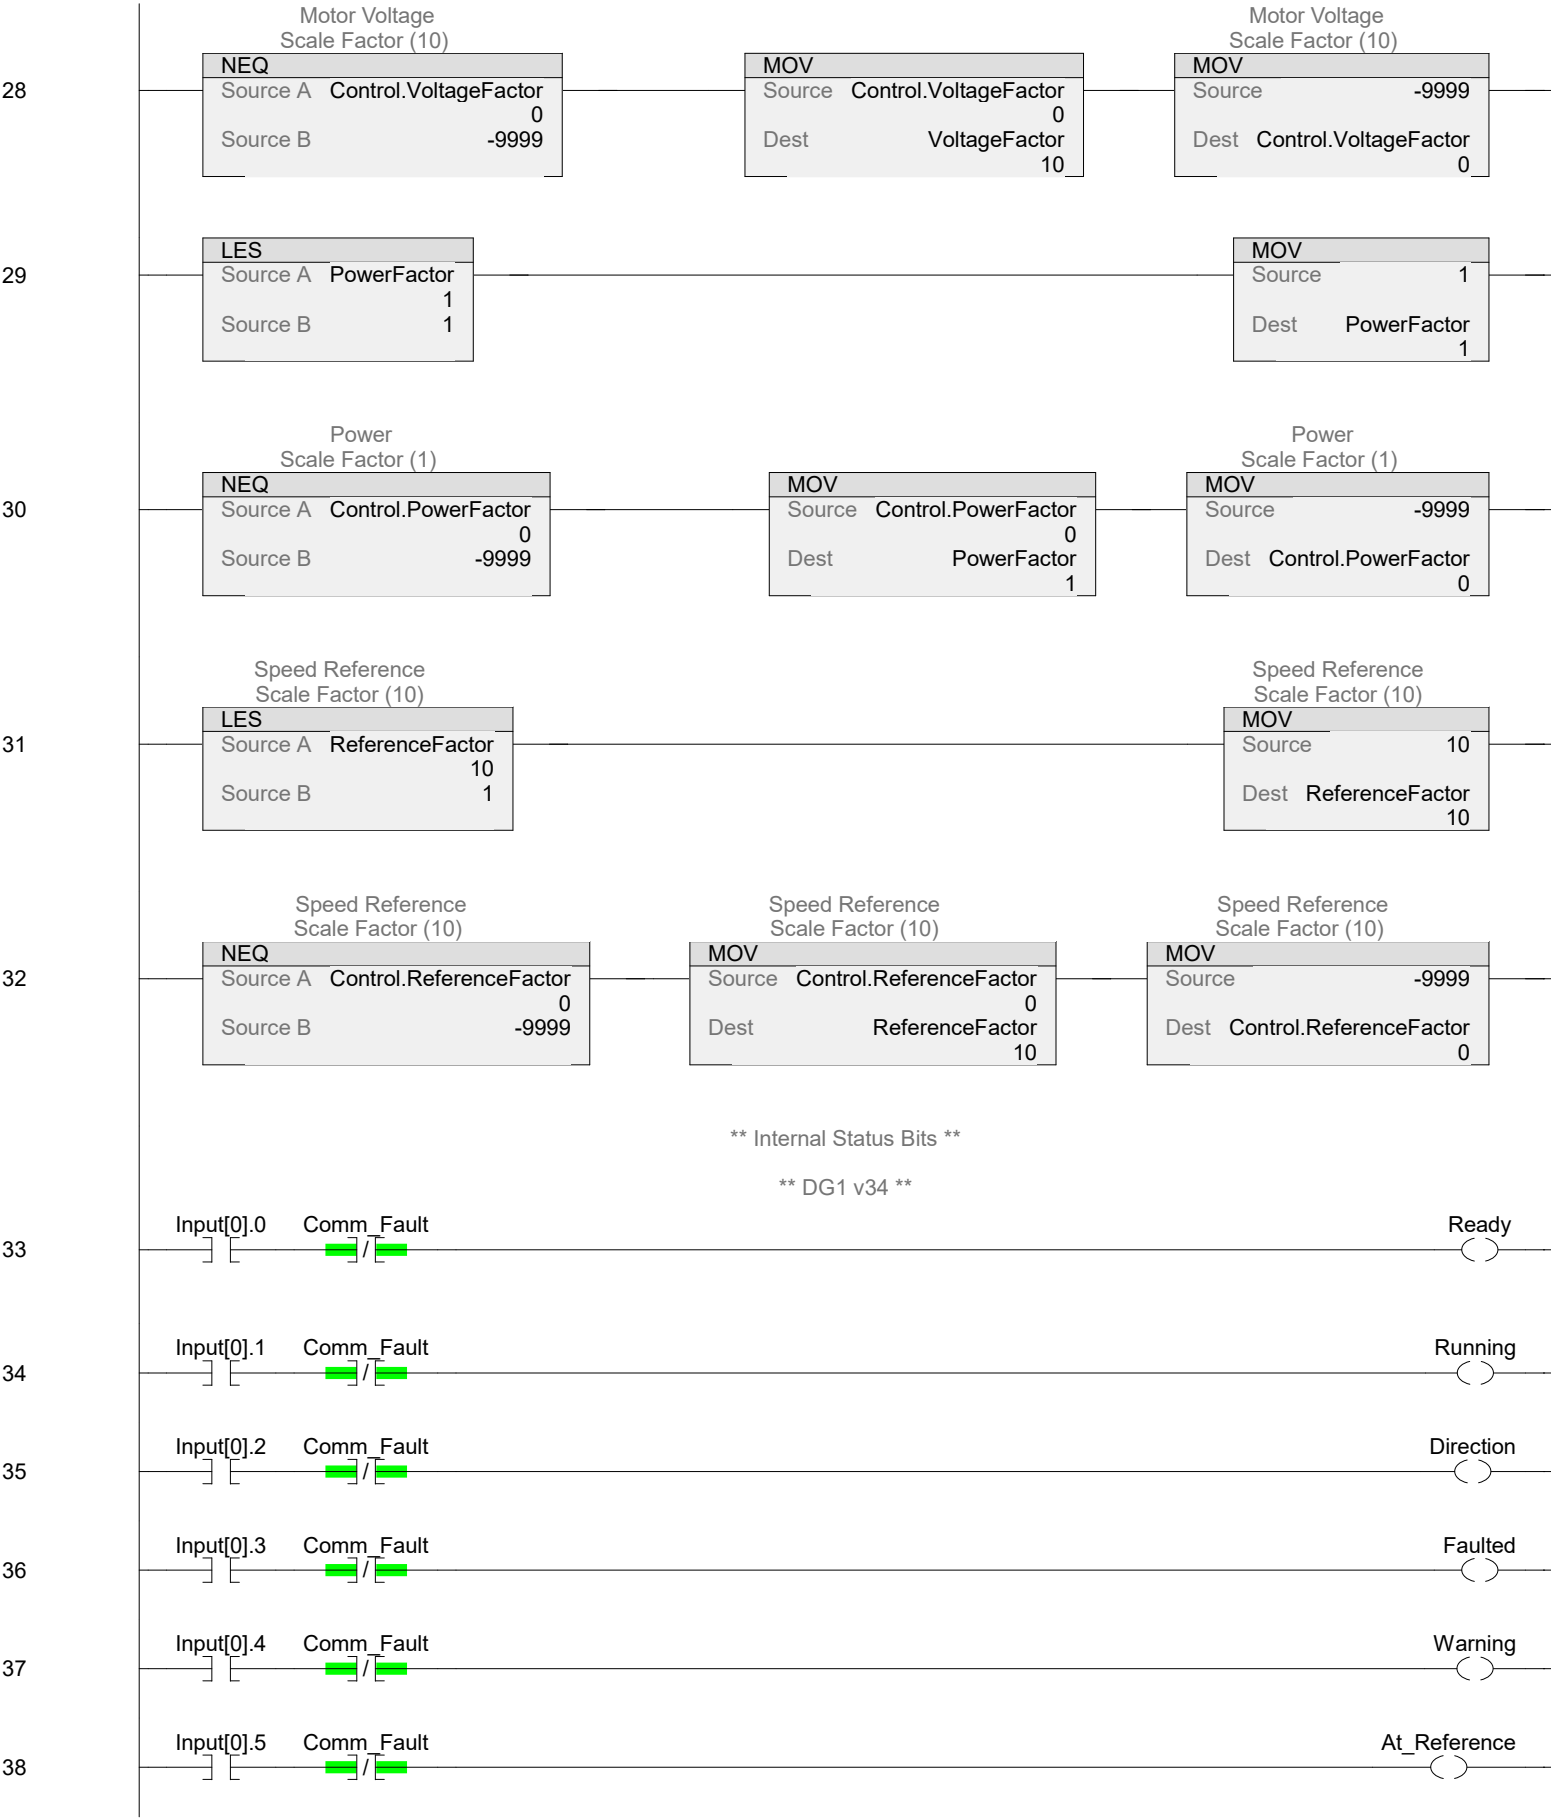 Motor Voltage
Scale Factor (10)
Motor Voltage
Scale Factor (10)
28
NEQ
Source A Control.VoltageFactor
0
Source B -9999
MOV
Source Control.VoltageFactor
0
Dest VoltageFactor
10
MOV
Source -9999
Dest Control.VoltageFactor
0
29
LES
Source A PowerFactor
1
Source B 1
MOV
Source 1
Dest PowerFactor
1
Power
Scale Factor (1)
Power
Scale Factor (1)
30
NEQ
Source A Control.PowerFactor
0
Source B -9999
MOV
Source Control.PowerFactor
0
Dest PowerFactor
1
MOV
Source -9999
Dest Control.PowerFactor
0
Speed Reference
Scale Factor (10)
Speed Reference
Scale Factor (10)
31
LES
Source A ReferenceFactor
10
Source B 1
MOV
Source 10
Dest ReferenceFactor
10
Speed Reference
Scale Factor (10)
Speed Reference
Scale Factor (10)
Speed Reference
Scale Factor (10)
32
NEQ
Source A Control.ReferenceFactor
0
Source B -9999
MOV
Source Control.ReferenceFactor
0
Dest ReferenceFactor
10
MOV
Source -9999
Dest Control.ReferenceFactor
0
** Internal Status Bits **
** DG1 v34 **
33
Input[0].0 Comm_Fault Ready
/
34
Input[0].1 Comm_Fault Running
/
35
Input[0].2 Comm_Fault Direction
/
36
Input[0].3 Comm_Fault Faulted
/
37
Input[0].4 Comm_Fault Warning
/
38
Input[0].5 Comm_Fault At_Reference
/